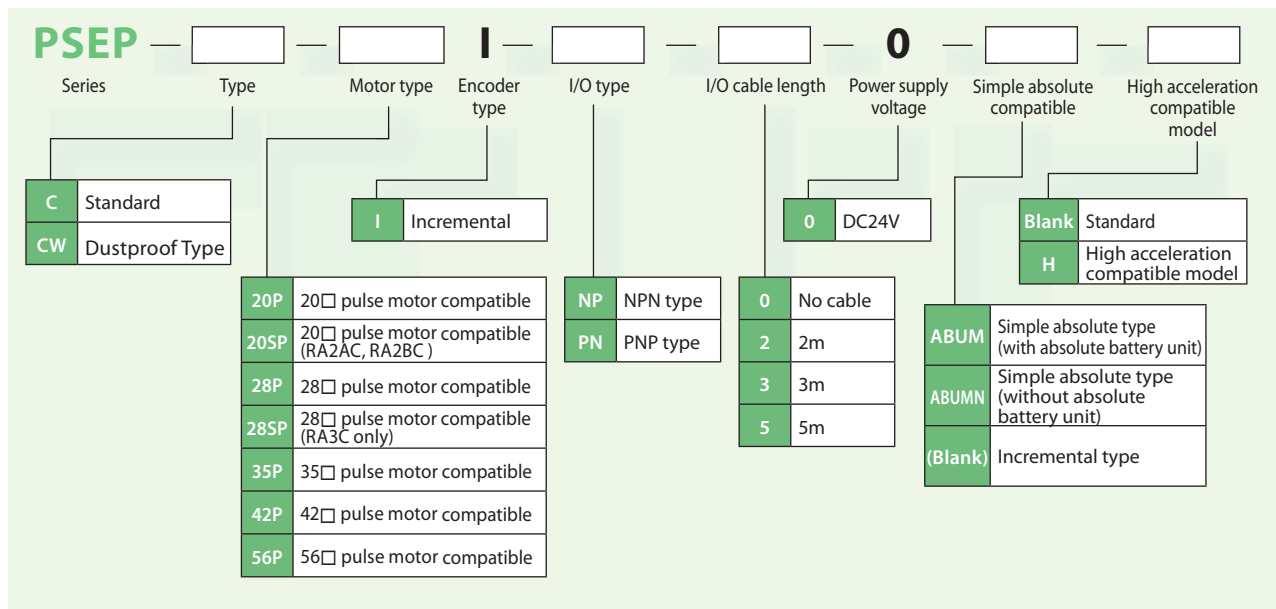 PSEP — — I — — — 0 — —
Series
Type
Motor type
Encoder
type
I/O type
I/O cable length
Power supply
voltage
Simple absolute
compatible
High acceleration
compatible
model
C Standard
CW Dustproof Type
I Incremental
0 DC24V
Blank Standard
H High acceleration
compatible model
20P 20□ pulse motor compatible
20SP 20□ pulse motor compatible
(RA2AC, RA2BC )
28P 28□ pulse motor compatible
28SP 28□ pulse motor compatible
(RA3C only)
35P 35□ pulse motor compatible
42P 42□ pulse motor compatible
56P 56□ pulse motor compatible
NP NPN type
PN PNP type
0 No cable
2 2m
3 3m
5 5m
ABUM Simple absolute type
(with absolute battery unit)
ABUMN Simple absolute type
(without absolute
battery unit)
(Blank) Incremental type